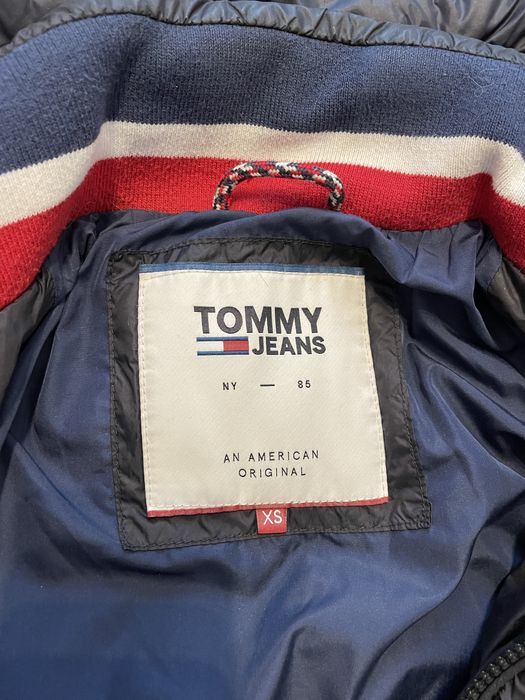 TOMMY
JEANS
NY — 85
AN AMERICAN
ORIGINAL
XS